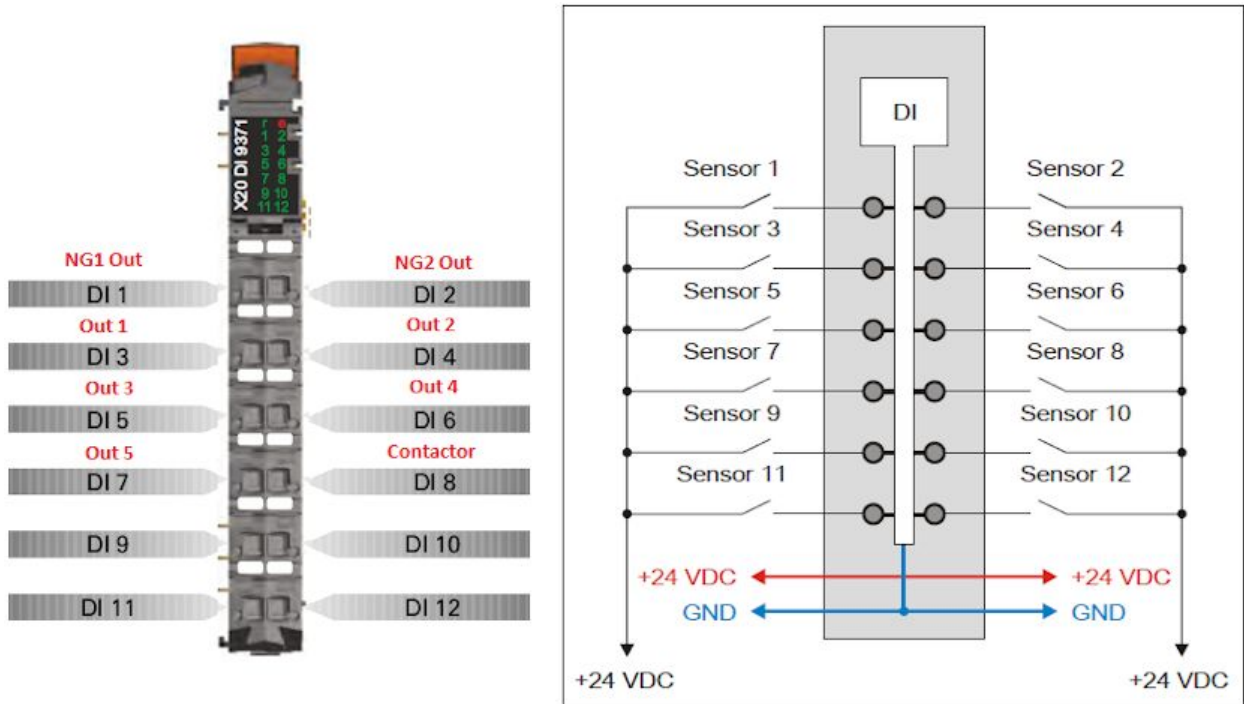 X20 DI 9371
r e
1 2
3 4
5 6
7 8
9 10
11 12
NG1 Out
NG2 Out
DI 1
DI 2
Out 1
Out 2
DI 3
DI 4
Out 3
Out 4
DI 5
DI 6
Out 5
Contactor
DI 7
DI 8
DI 9
DI 10
DI 11
DI 12
DI
Sensor 1
Sensor 2
Sensor 3
Sensor 4
Sensor 5
Sensor 6
Sensor 7
Sensor 8
Sensor 9
Sensor 10
Sensor 11
Sensor 12
+24 VDC
+24 VDC
GND
GND
+24 VDC
+24 VDC